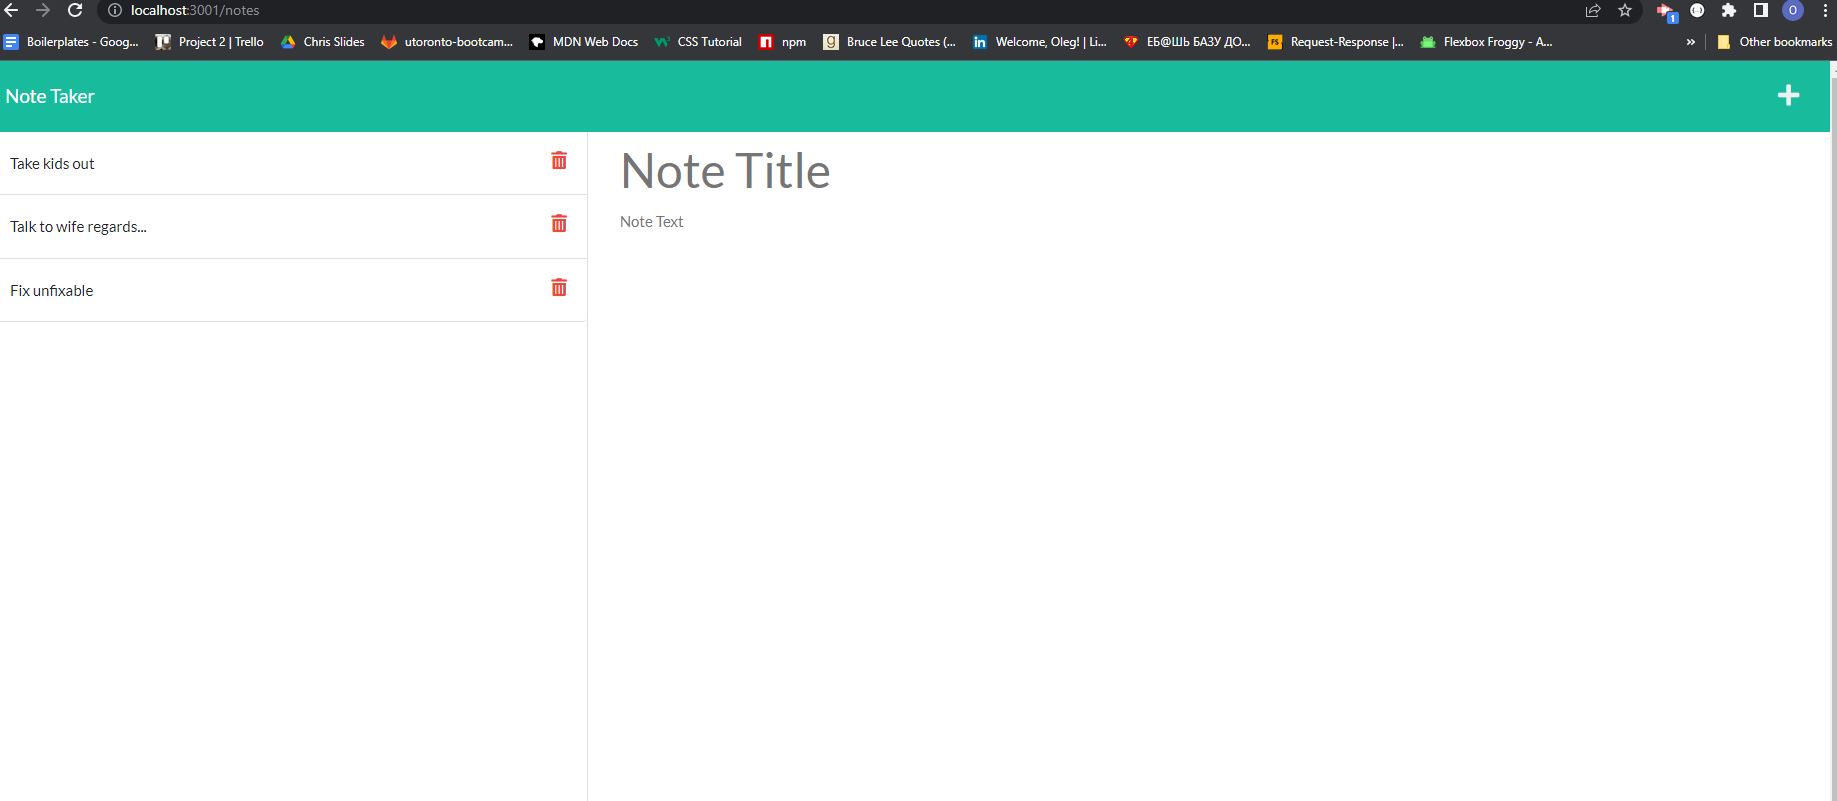 localhost:3001/notes
1
O
Boilerplates - Goog... Project 2 | Trello Chris Slides utoronto-bootcam... MDN Web Docs CSS Tutorial npm Bruce Lee Quotes (... Welcome, Oleg! | Li... ЕБ@ШЬ БАЗУ ДО... Request-Response |... Flexbox Froggy - A... » Other bookmarks
Note Taker
Take kids out
Talk to wife regards...
Fix unfixable
Note Title
Note Text